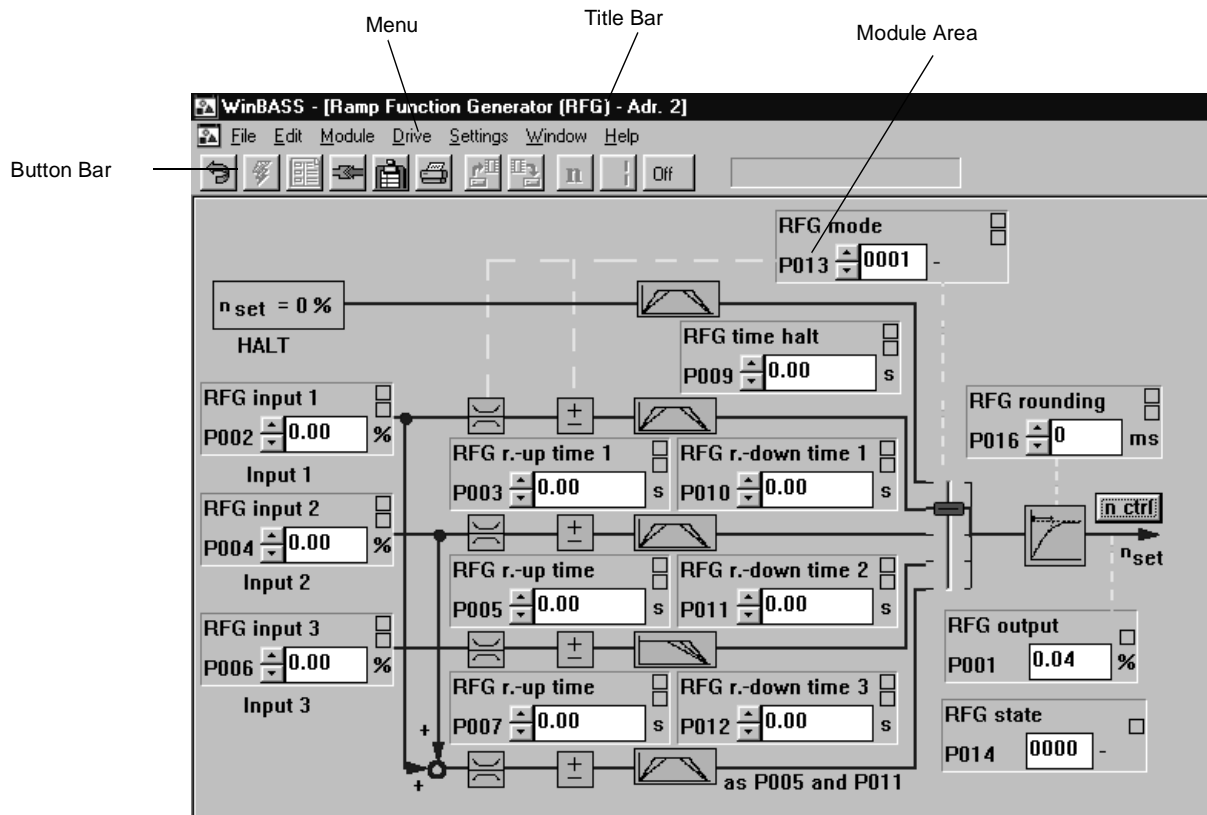 Menu
Title Bar
Module Area
Button Bar
WinBASS - [Ramp Function Generator (RFG) - Adr. 2]
File Edit Module Drive Settings Window Help
n Off
RFG mode
P013 0001 -
n set = 0 %
HALT
RFG time halt
P009 0.00 s
RFG input 1
P002 0.00 %
Input 1
±
RFG rounding
P016 0 ms
RFG r.-up time 1
P003 0.00 s
RFG r.-down time 1
P010 0.00 s
RFG input 2
P004 0.00 %
Input 2
±
n ctrl
n set
RFG r.-up time
P005 0.00 s
RFG r.-down time 2
P011 0.00 s
RFG input 3
P006 0.00 %
Input 3
±
RFG output
P001 0.04 %
RFG r.-up time
P007 0.00 s
RFG r.-down time 3
P012 0.00 s
RFG state
P014 0000 -
+
+
±
as P005 and P011